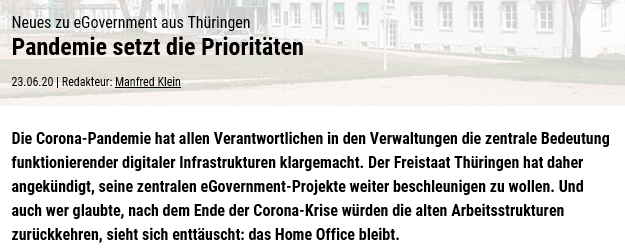 Neues zu eGovernment aus Thüringen
Pandemie setzt die Prioritäten
23.06.20 | Redakteur: Manfred Klein
Die Corona-Pandemie hat allen Verantwortlichen in den Verwaltungen die zentrale Bedeutung
funktionierender digitaler Infrastrukturen klargemacht. Der Freistaat Thüringen hat daher
angekündigt, seine zentralen eGovernment-Projekte weiter beschleunigen zu wollen. Und
auch wer glaubte, nach dem Ende der Corona-Krise würden die alten Arbeitsstrukturen
zurückkehren, sieht sich enttäuscht: das Home Office bleibt.